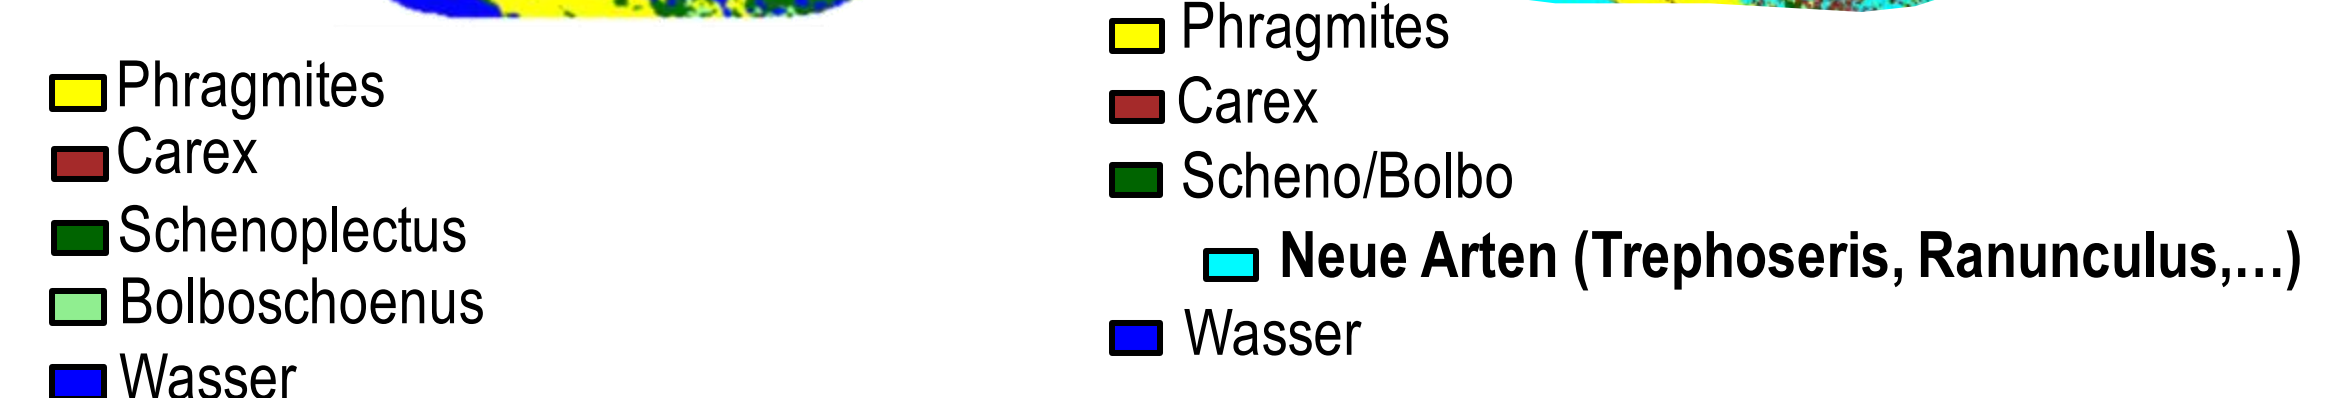 Phragmites
Carex
Schenoplectus
Bolboschoenus
Wasser
Phragmites
Carex
Scheno/Bolbo
Neue Arten (Trephoseris, Ranunculus,…)
Wasser